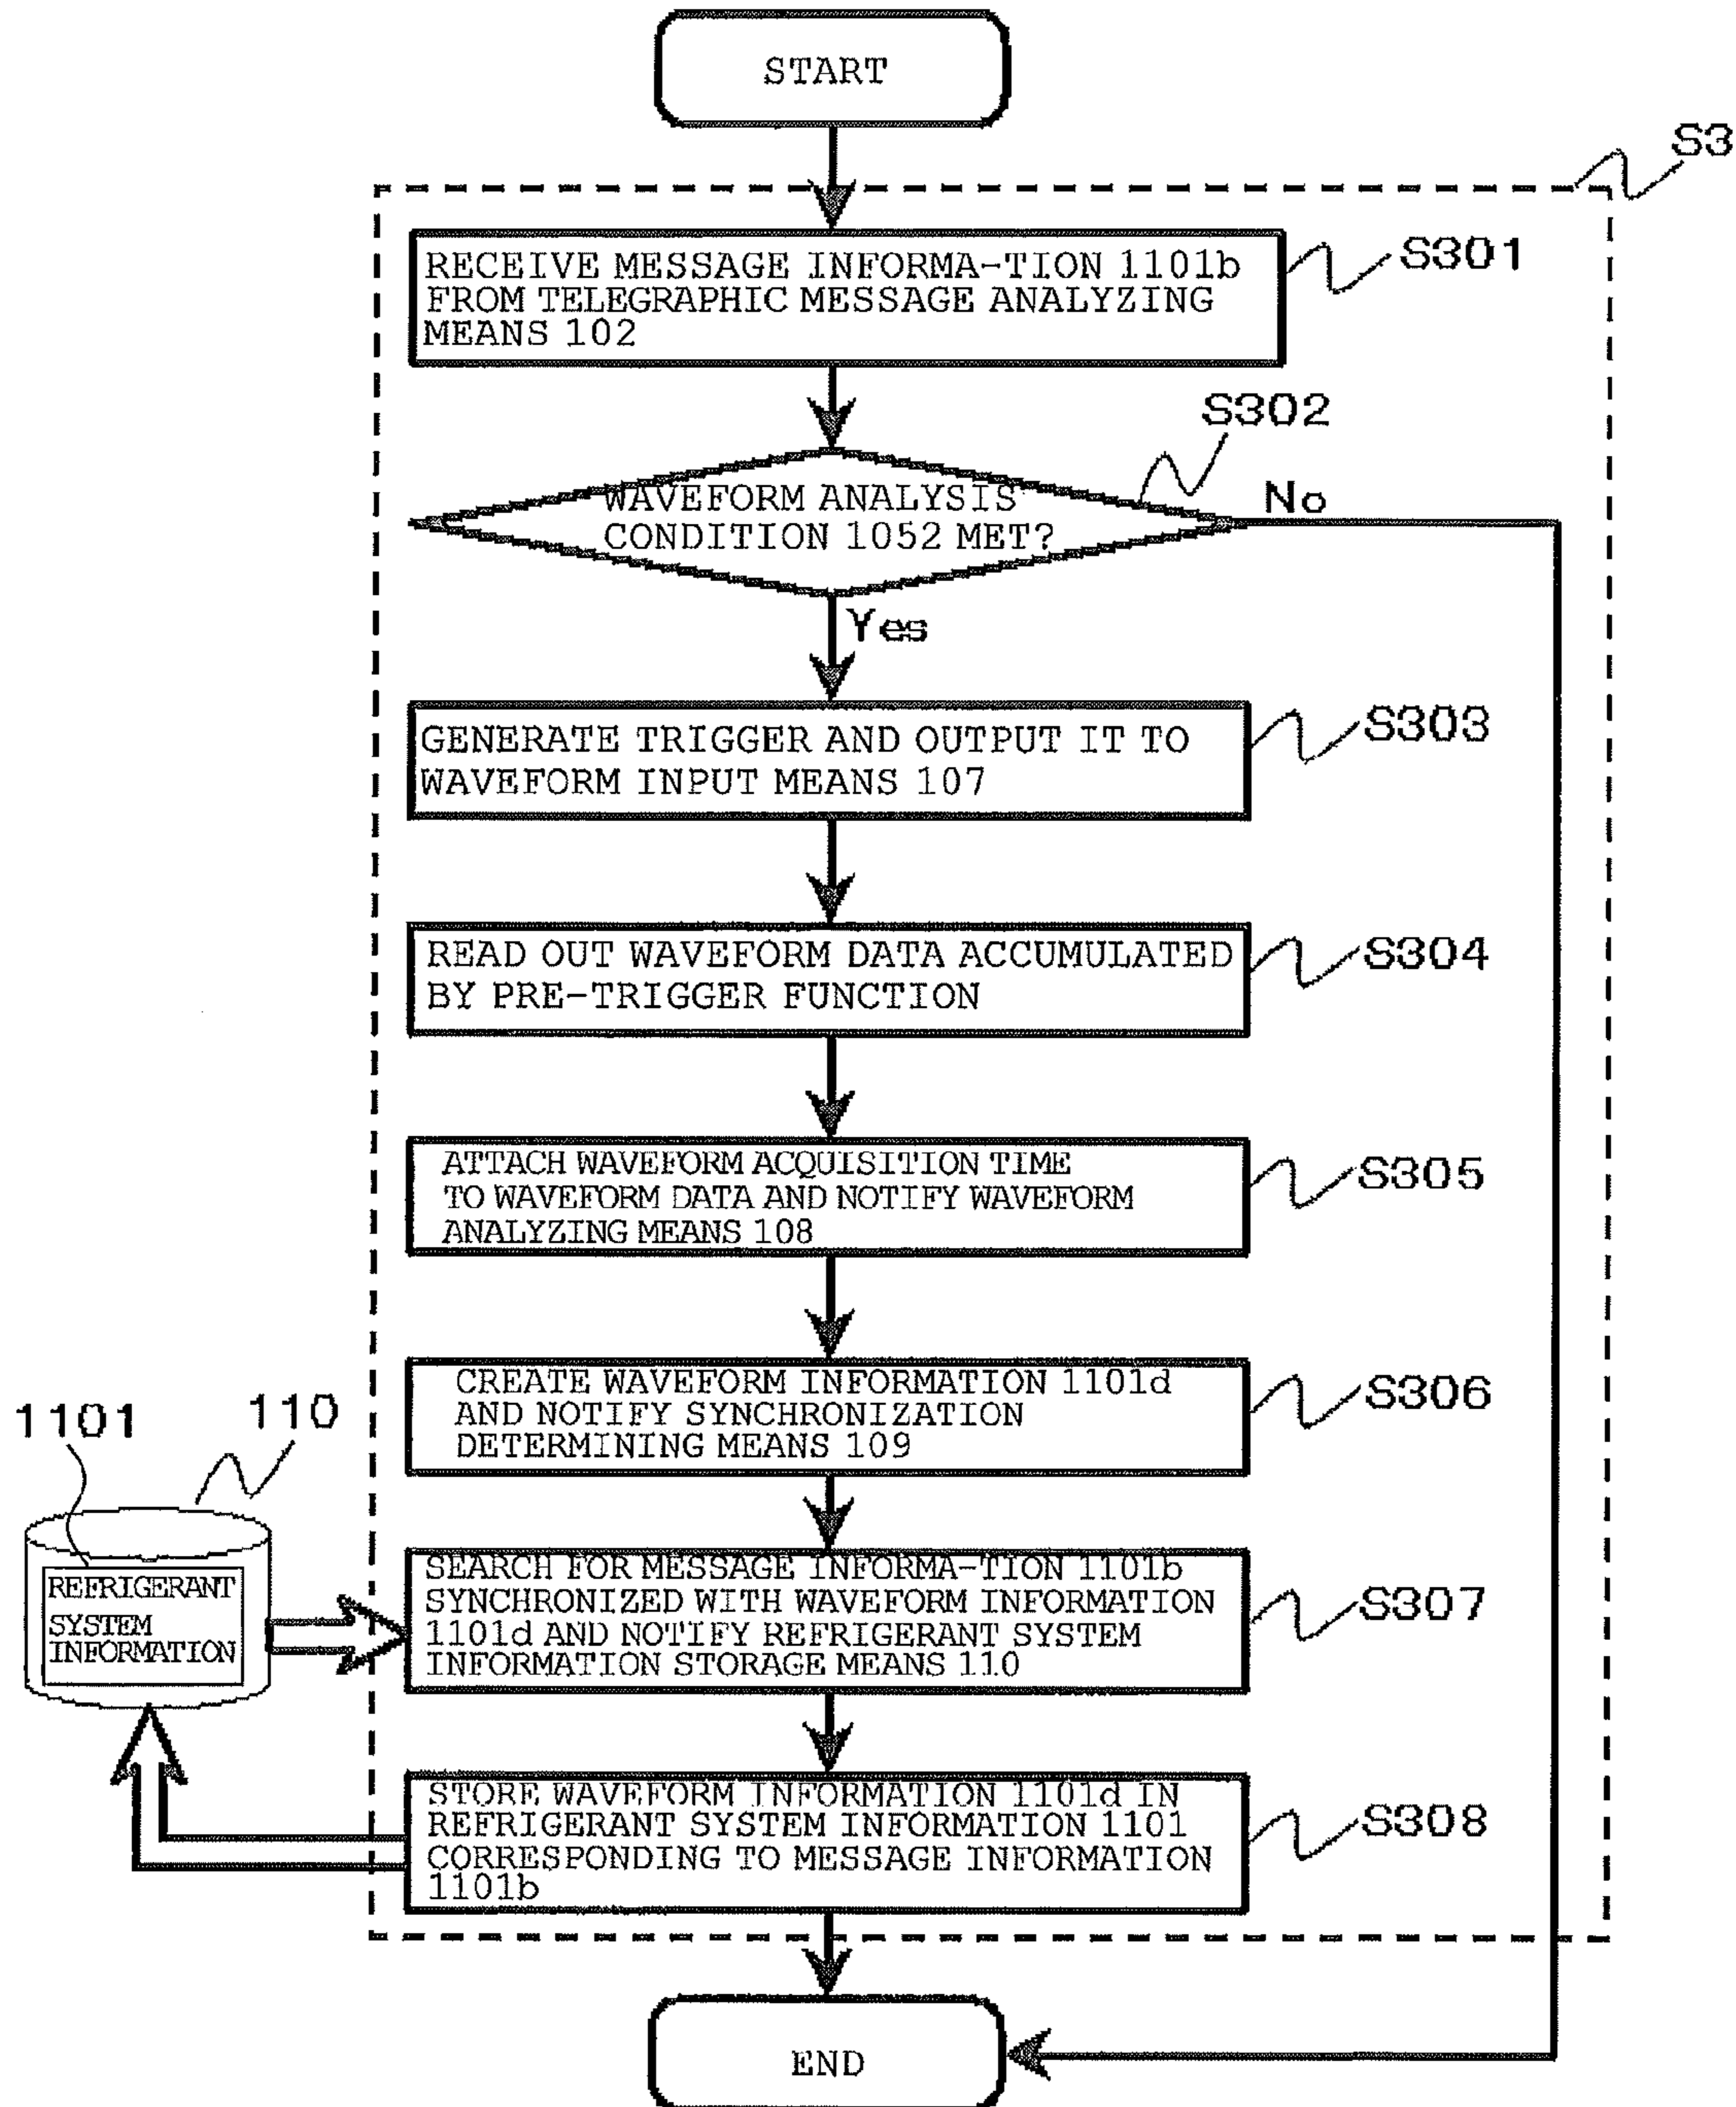 START
S3
RECEIVE MESSAGE INFORMA-TION 1101b
FROM TELEGRAPHIC MESSAGE ANALYZING
MEANS 102
S301
S302
WAVEFORM ANALYSIS
CONDITION 1052 MET?
No
Yes
GENERATE TRIGGER AND OUTPUT IT TO
WAVEFORM INPUT MEANS 107
S303
READ OUT WAVEFORM DATA ACCUMULATED
BY PRE-TRIGGER FUNCTION
S304
ATTACH WAVEFORM ACQUISITION TIME
TO WAVEFORM DATA AND NOTIFY WAVEFORM
ANALYZING MEANS 108
S305
CREATE WAVEFORM INFORMATION 1101d
AND NOTIFY SYNCHRONIZATION
DETERMINING MEANS 109
S306
1101
110
REFRIGERANT
SYSTEM
INFORMATION
SEARCH FOR MESSAGE INFORMA-TION 1101b
SYNCHRONIZED WITH WAVEFORM INFORMATION
1101d AND NOTIFY REFRIGERANT SYSTEM
INFORMATION STORAGE MEANS 110
S307
STORE WAVEFORM INFORMATION 1101d IN
REFRIGERANT SYSTEM INFORMATION 1101
CORRESPONDING TO MESSAGE INFORMATION
1101b
S308
END